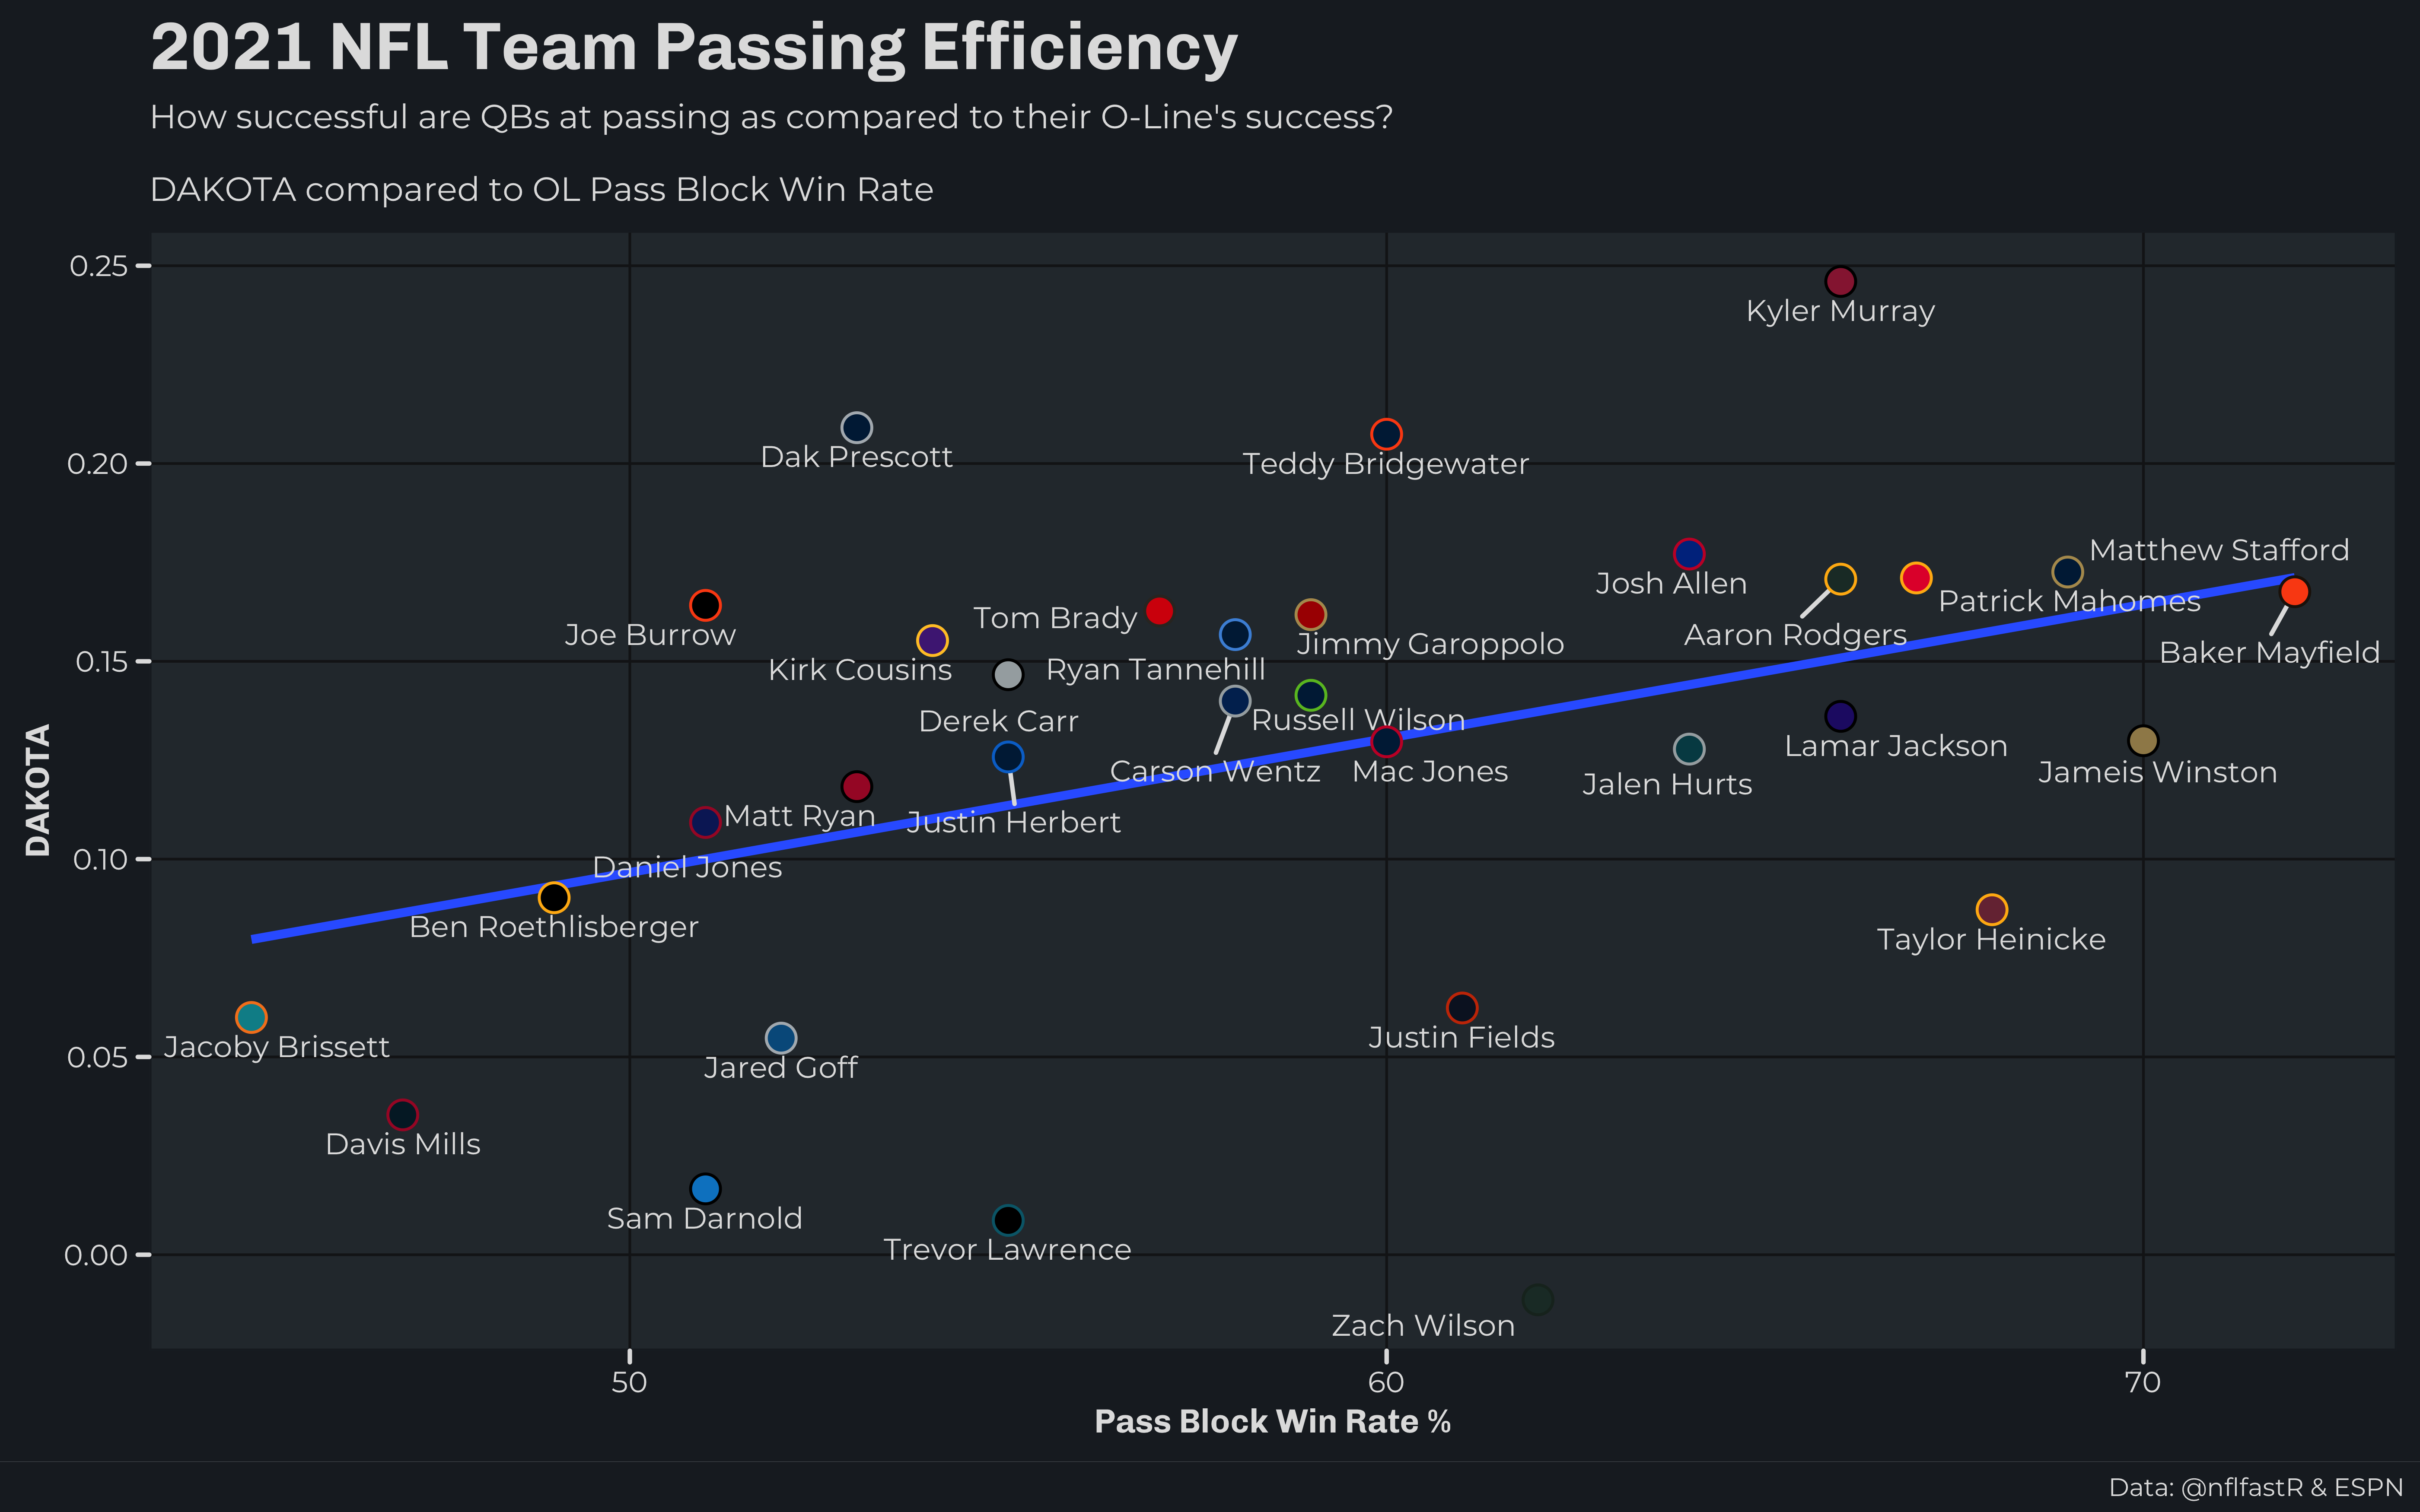 2021 NFL Team Passing Efficiency
How successful are QBs at passing as compared to their O-Line's success?
DAKOTA compared to OL Pass Block Win Rate
0.25
Kyler Murray
Dak Prescott
0.20
Teddy Bridgewater
Matthew Stafford
Josh Allen
Patrick Mahomes
Tom Brady
Joe Burrow
Aaron Rodgers
Jimmy Garoppolo
Baker Mayfield
0.15
Kirk Cousins
Ryan Tannehill
Derek Carr
Russell Wilson
Lamar Jackson
Carson Wentz
Mac Jones
Jameis Winston
Jalen Hurts
DAKOTA
Matt Ryan
Justin Herbert
0.10
Daniel Jones
Ben Roethlisberger
Taylor Heinicke
Justin Fields
Jacoby Brissett
0.05
Jared Goff
Davis Mills
Sam Darnold
Trevor Lawrence
0.00
Zach Wilson
50
60
70
Pass Block Win Rate %
Data: @nflfastR & ESPN